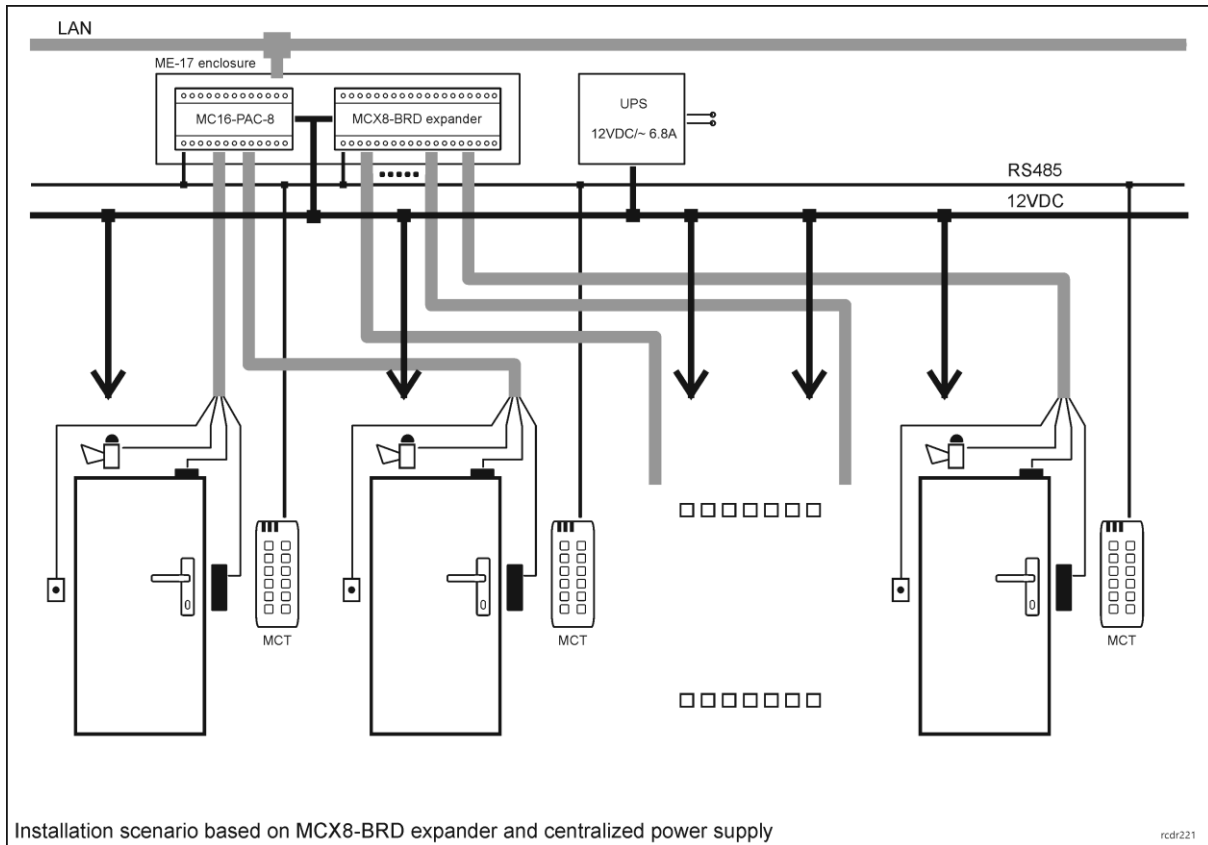 LAN
ME-17 enclosure
MC16-PAC-8
MCX8-BRD expander
UPS
12VDC/~ 6.8A
RS485
12VDC
MCT
MCT
MCT
Installation scenario based on MCX8-BRD expander and centralized power supply
rcdr221